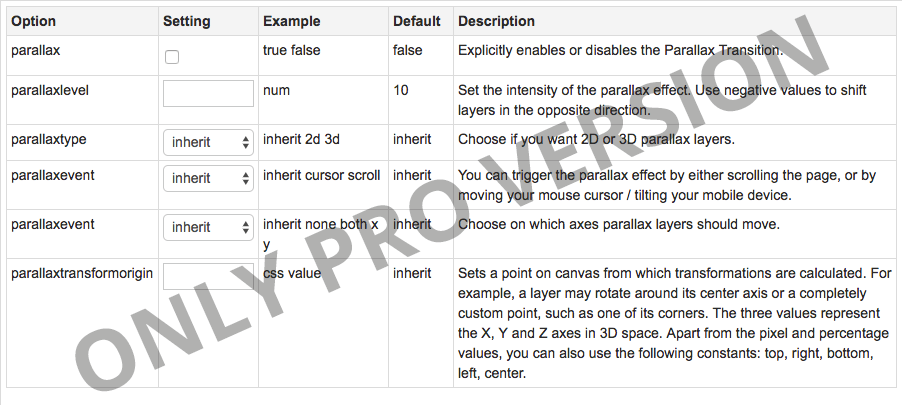 Option Setting Example Default Description
parallax true false false Explicitly enables or disables the Parallax Transition.
parallaxlevel num 10 Set the intensity of the parallax effect. Use negative values to shift
layers in the opposite direction.
parallaxtype inherit inherit 2d 3d inherit Choose if you want 2D or 3D parallax layers.
parallaxevent inherit inherit cursor scroll inherit You can trigger the parallax effect by either scrolling the page, or by
moving your mouse cursor / tilting your mobile device.
parallaxevent inherit inherit none both x inherit Choose on which axes parallax layers should move.
y
parallaxtransformorigin css value inherit Sets a point on canvas from which transformations are calculated. For
example, a layer may rotate around its center axis or a completely
custom point, such as one of its corners. The three values represent
the X, Y and Z axes in 3D space. Apart from the pixel and percentage
values, you can also use the following constants: top, right, bottom,
left, center.
ONLY PRO VERSION